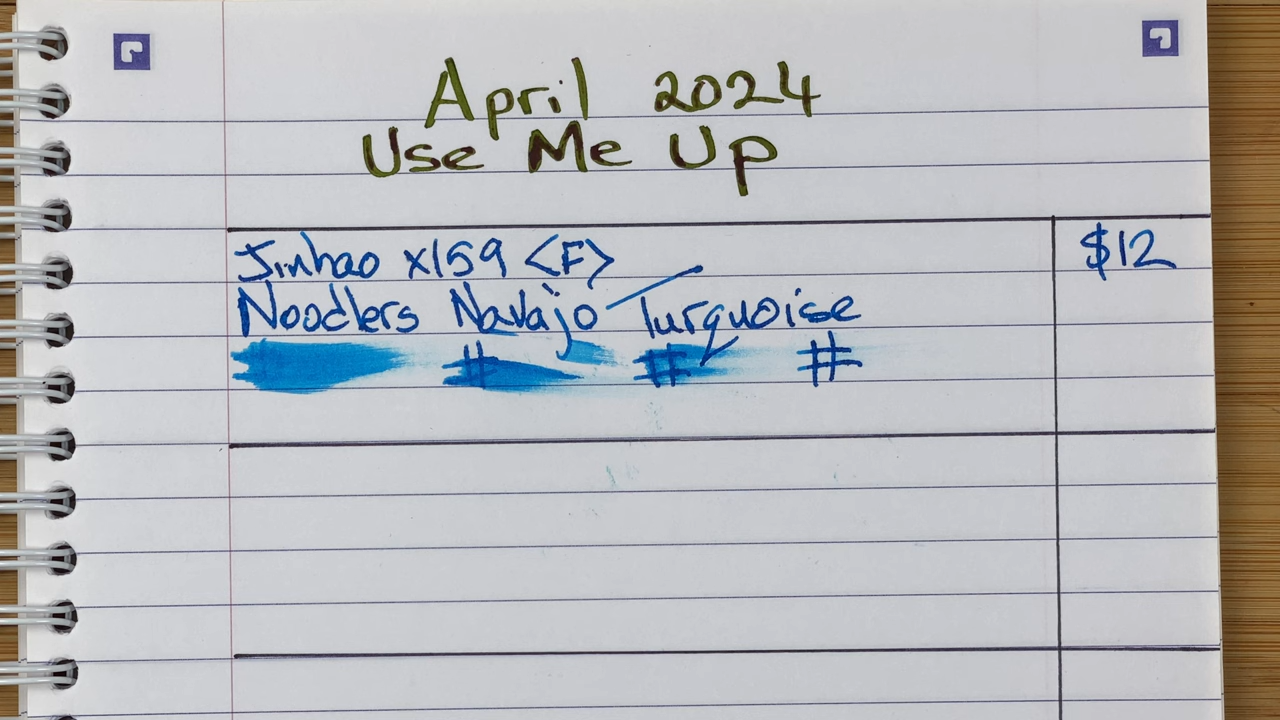 April 2024
Use Me Up
Jinhao x159 <F>
$12
Noodlers Navajo Turquoise
# # #